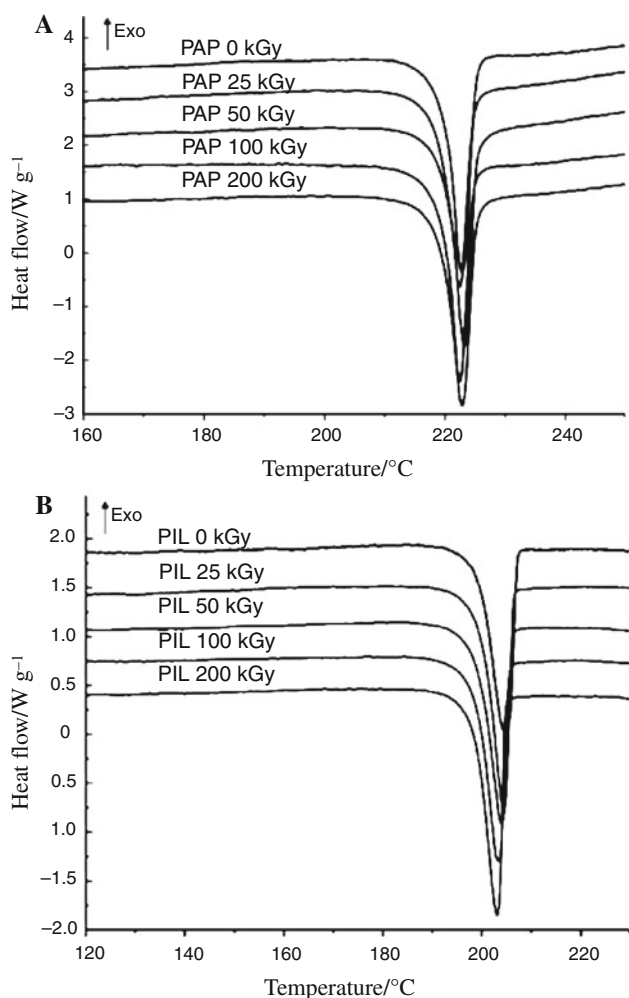 A
Exo
PAP 0 kGy
PAP 25 kGy
PAP 50 kGy
PAP 100 kGy
PAP 200 kGy
Heat flow/W g–1
4
3
2
1
0
–1
–2
–3
160 180 200 220 240
Temperature/°C
B
Exo
PIL 0 kGy
PIL 25 kGy
PIL 50 kGy
PIL 100 kGy
PIL 200 kGy
Heat flow/W g–1
2.0
1.5
1.0
0.5
0
0.5
1.0
–1.5
–2.0
120 140 160 180 200 220
Temperature/°C